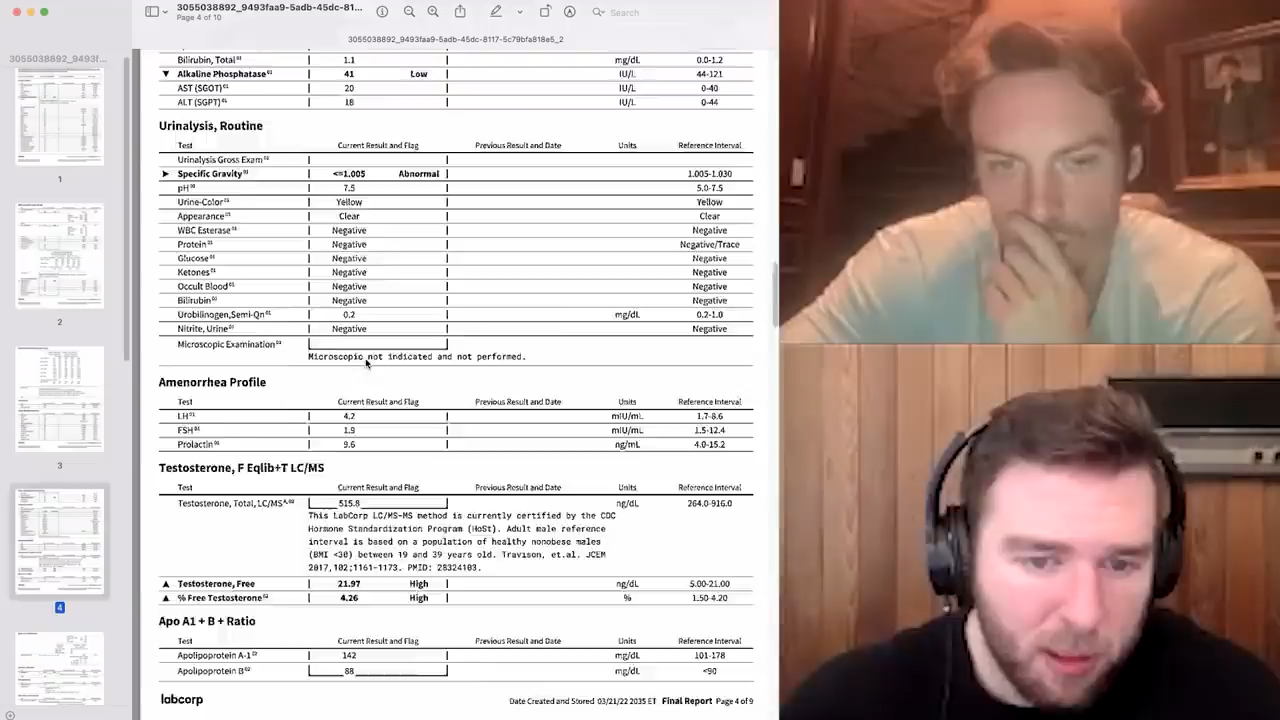 3055038892_9493faa9-5adb-45dc-81...
Page 4 of 10
Search
3055038892_9493f...
3055038892_9493faa9-5adb-45dc-8117-5c79bfa818e5_2
1
2
3
4
Bilirubin, Total 1.1 mg/dL 0.0-1.2
▼ Alkaline Phosphatase 41 Low IU/L 44-121
AST (SGOT) 20 IU/L 0-40
ALT (SGPT) 18 IU/L 0-44
Urinalysis, Routine
Test Current Result and Flag Previous Result and Date Units Reference Interval
Urinalysis Gross Exam
▶ Specific Gravity <=1.005 Abnormal 1.005-1.030
pH 7.5 5.0-7.5
Urine-Color Yellow Yellow
Appearance Clear Clear
WBC Esterase Negative Negative
Protein Negative Negative/Trace
Glucose Negative Negative
Ketones Negative Negative
Occult Blood Negative Negative
Bilirubin Negative Negative
Urobilinogen,Semi-Qn 0.2 mg/dL 0.2-1.0
Nitrite, Urine Negative Negative
Microscopic Examination
Microscopic not indicated and not performed.
Amenorrhea Profile
Test Current Result and Flag Previous Result and Date Units Reference Interval
LH 4.2 mIU/mL 1.7-8.6
FSH 1.9 mIU/mL 1.5-12.4
Prolactin 9.6 ng/mL 4.0-15.2
Testosterone, F Eqlib+T LC/MS
Test Current Result and Flag Previous Result and Date Units Reference Interval
Testosterone, Total, LC/MS 515.8 ng/dL 264.0-916.0
This LabCorp LC/MS-MS method is currently certified by the CDC
Hormone Standardization Program (HoSt). Adult male reference
interval is based on a population of healthy nonobese males
(BMI <30) between 19 and 39 years old. Travison, et.al. JCEM
2017,102;1161-1173. PMID: 28324103.
▲ Testosterone, Free 21.97 High ng/dL 5.00-21.00
▲ % Free Testosterone 4.26 High % 1.50-4.20
Apo A1 + B + Ratio
Test Current Result and Flag Previous Result and Date Units Reference Interval
Apolipoprotein A-1 142 mg/dL 101-178
Apolipoprotein B 88 mg/dL <90
labcorp
Date Created and Stored 03/21/22 2035 ET Final Report Page 4 of 9